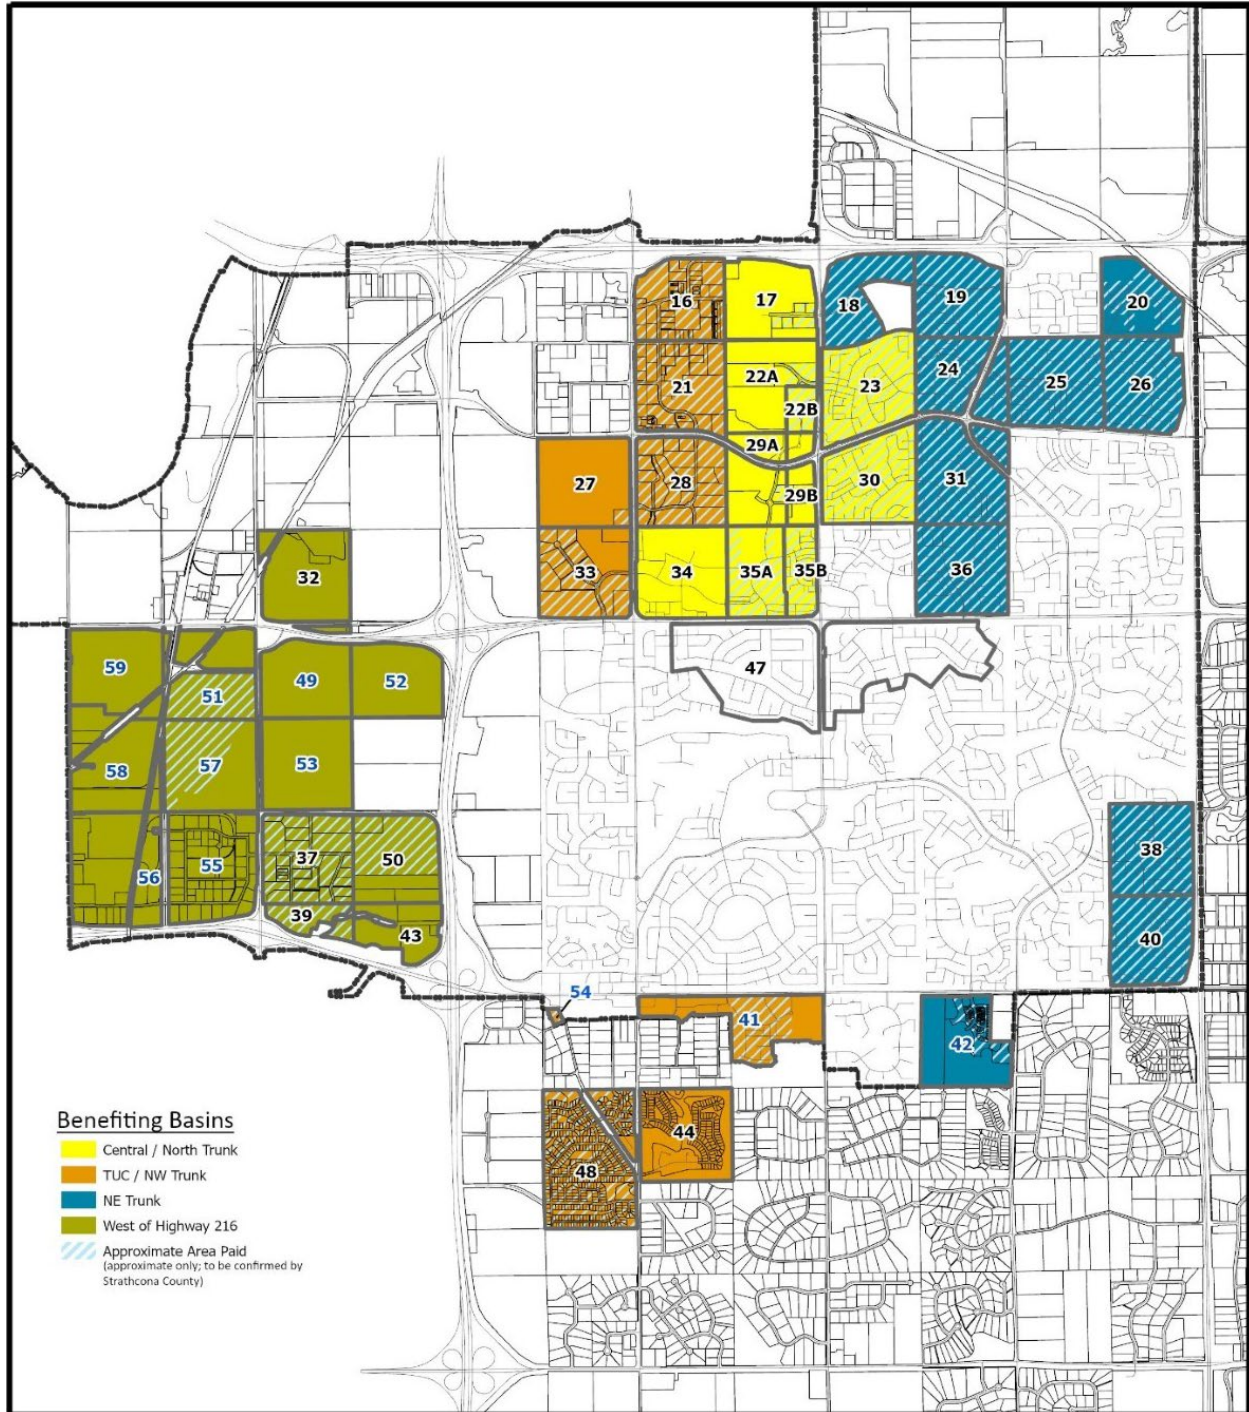 16
17
18
19
20
21
22A
22B
23
24
25
26
27
28
29A
29B
30
31
32
33
34
35A
35B
36
59
51
49
52
47
58
57
53
56
55
37
50
38
39
43
40
54
41
42
44
48
Benefiting Basins
Central / North Trunk
TUC / NW Trunk
NE Trunk
West of Highway 216
Approximate Area Paid
(approximate only; to be confirmed by
Strathcona County)